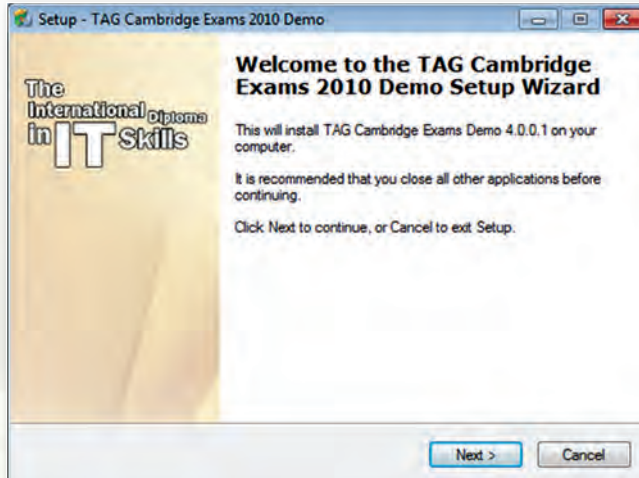 Setup - TAG Cambridge Exams 2010 Demo
The
International Diploma
in IT Skills
Welcome to the TAG Cambridge
Exams 2010 Demo Setup Wizard
This will install TAG Cambridge Exams Demo 4.0.0.1 on your
computer.
It is recommended that you close all other applications before
continuing.
Click Next to continue, or Cancel to exit Setup.
Next >
Cancel